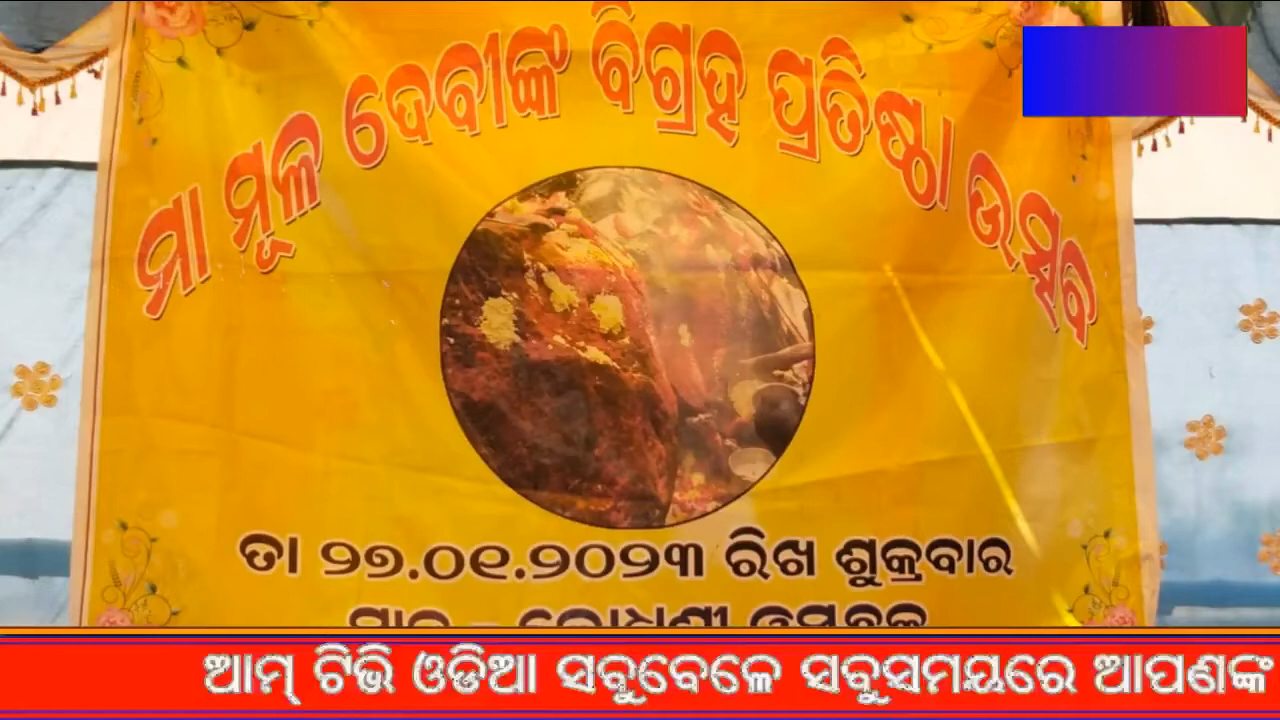 ମା ମୂଳ ଦେବୀଙ୍କ ବିଗ୍ରହ ପ୍ରତିଷ୍ଠା ଉତ୍ସବ
ତା ୨୭.୦୧.୨୦୨୩ ରିଖ ଶୁକ୍ରବାର
ଆମ୍ ଟିଭି ଓଡିଆ ସବୁବେଳେ ସବୁସମୟରେ ଆପଣଙ୍କ